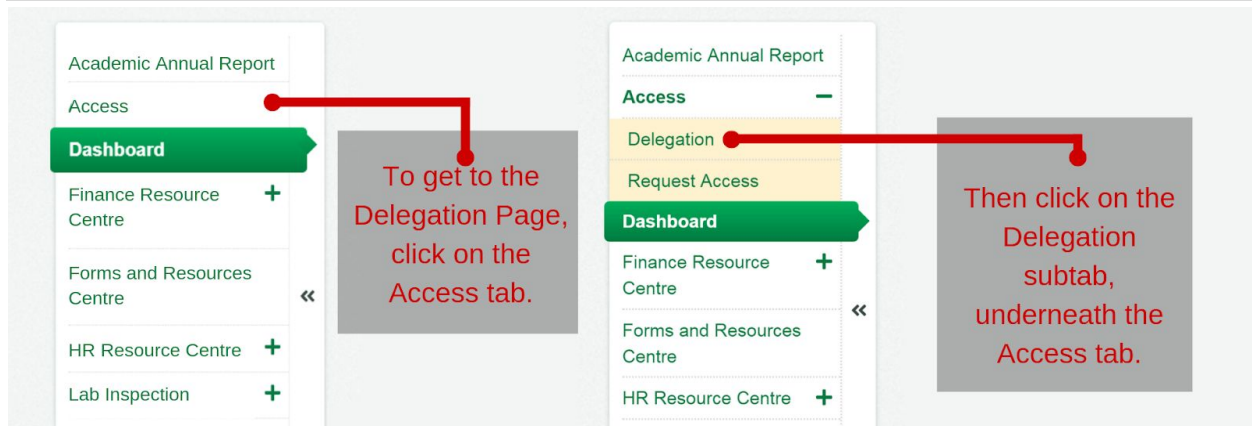 Academic Annual Report
Access
Dashboard
Finance Resource
Centre
Forms and Resources
Centre
HR Resource Centre
Lab Inspection
To get to the
Delegation Page,
click on the
Access tab.
Academic Annual Report
Access
Delegation
Request Access
Dashboard
Finance Resource
Centre
Forms and Resources
Centre
HR Resource Centre
Then click on the
Delegation
subtab,
underneath the
Access tab.